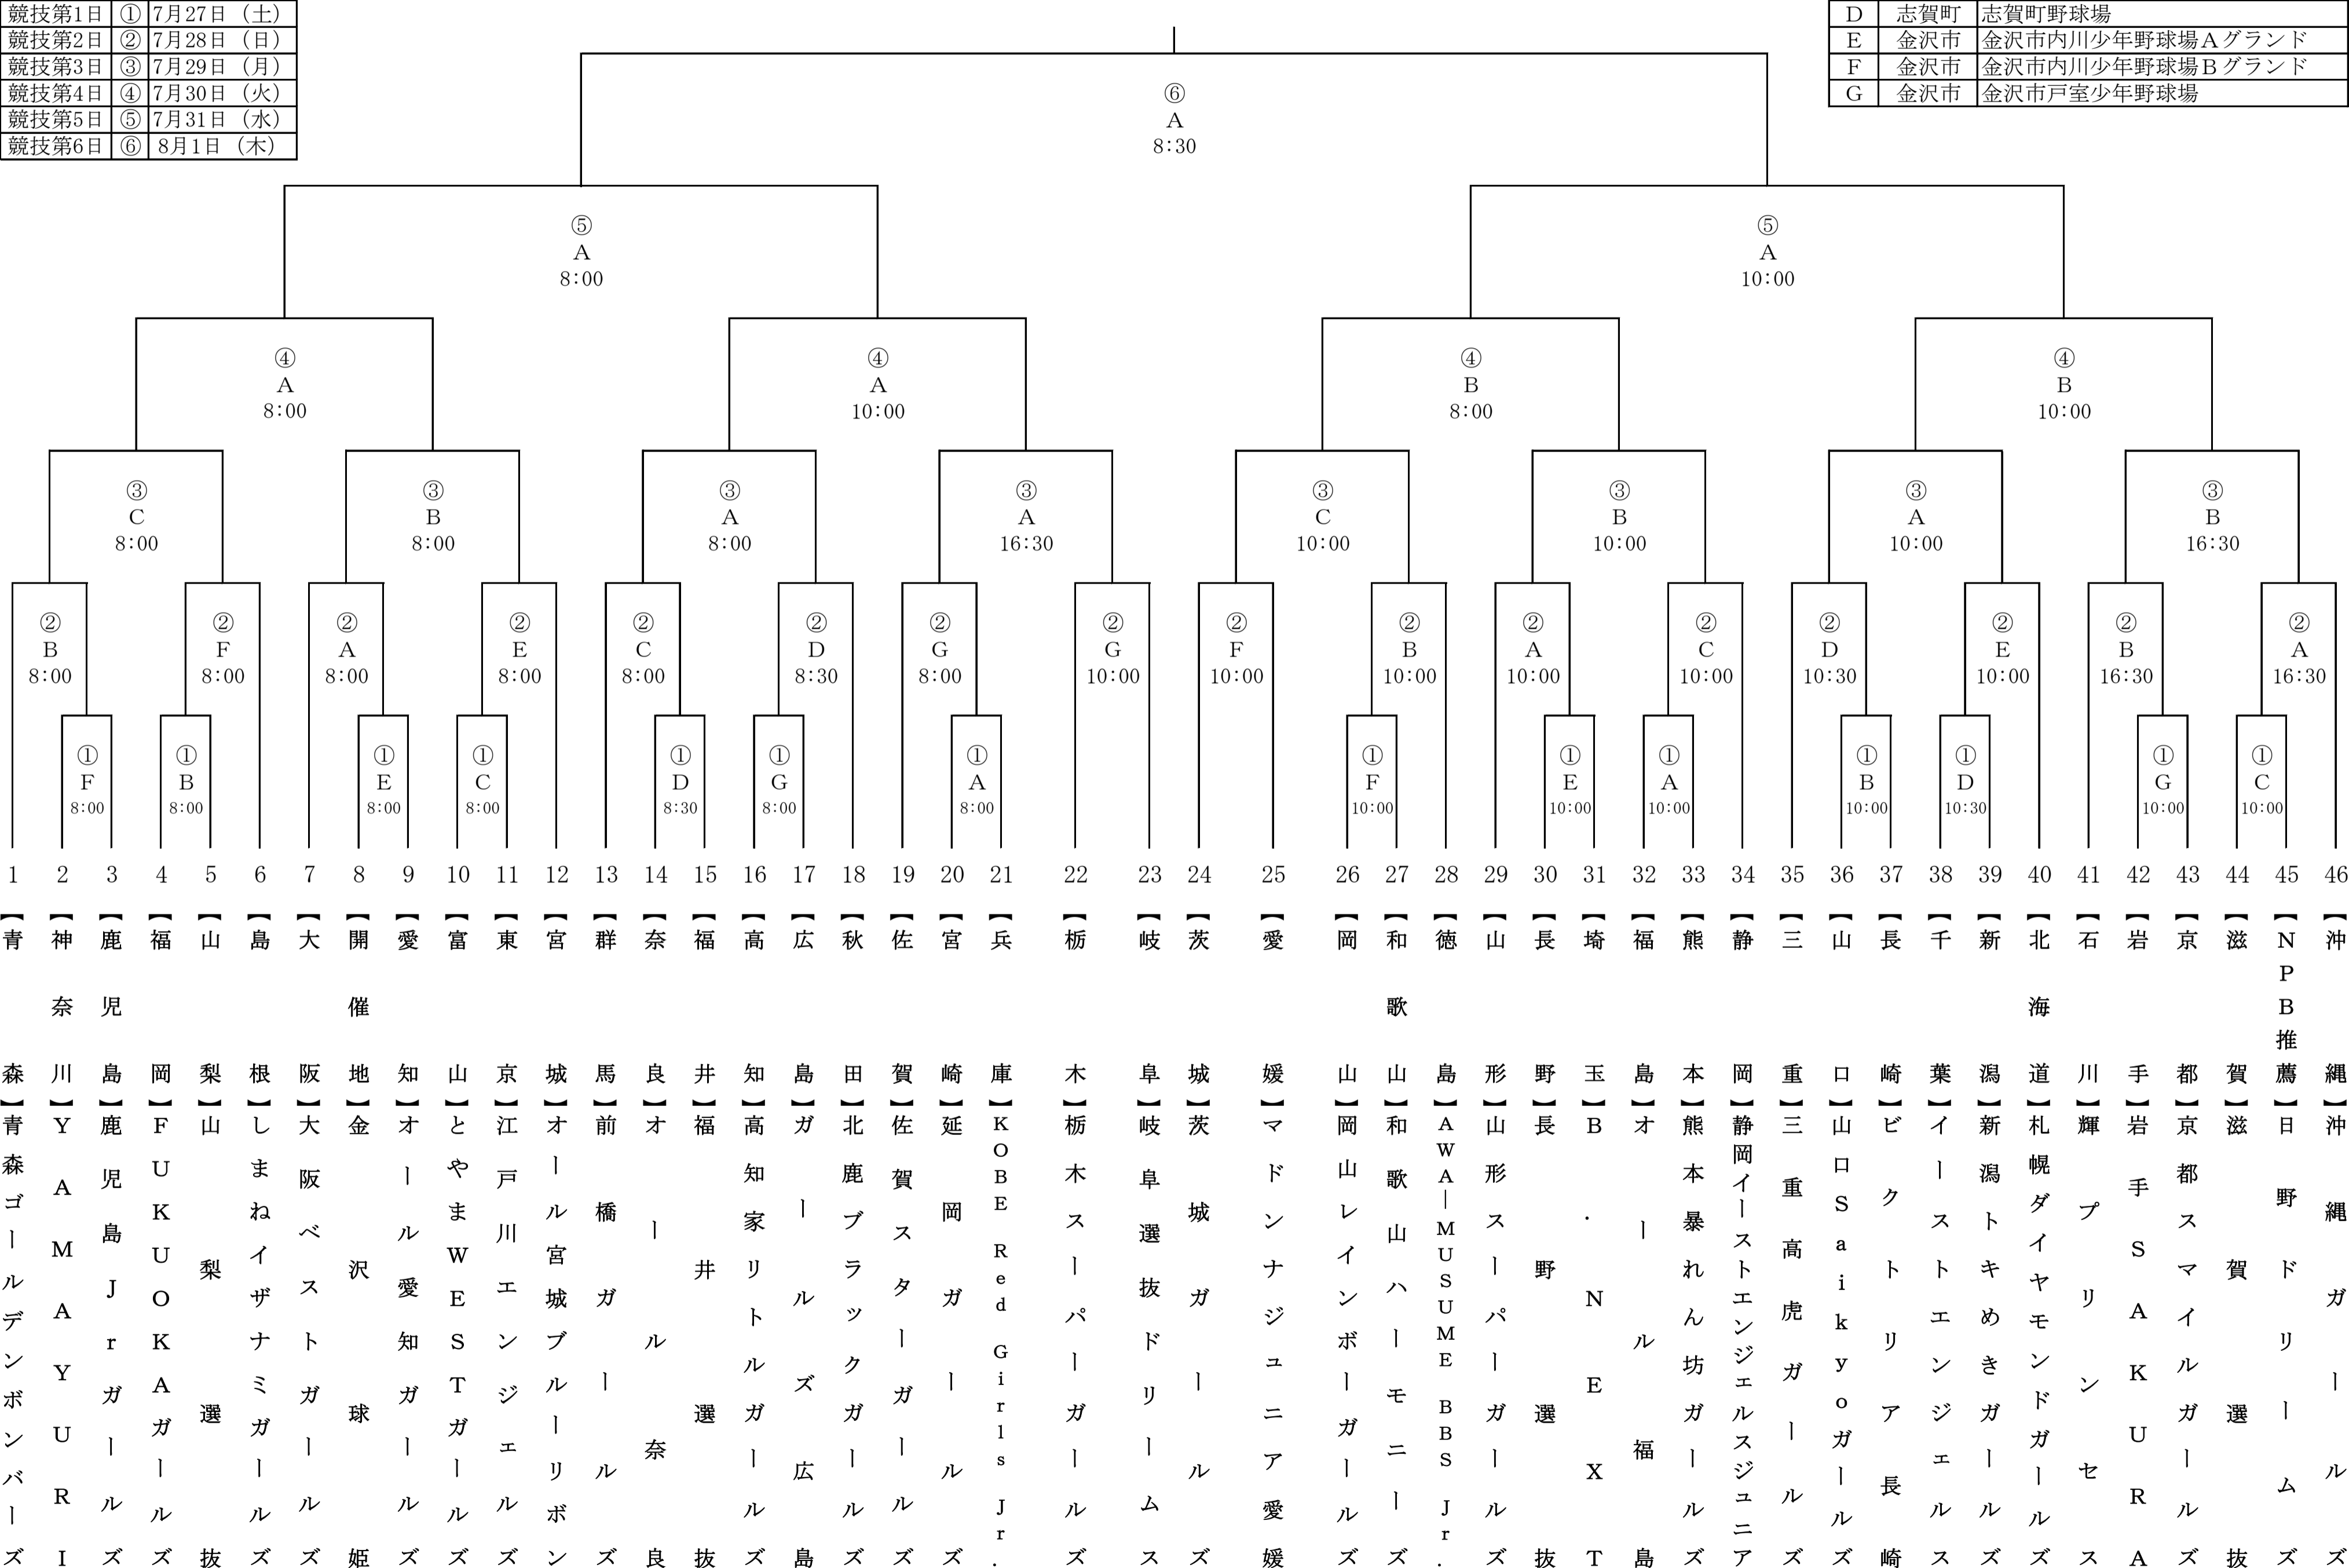 競技第1日 ① 7月27日（土）
競技第2日 ② 7月28日（日）
競技第3日 ③ 7月29日（月）
競技第4日 ④ 7月30日（火）
競技第5日 ⑤ 7月31日（水）
競技第6日 ⑥ 8月1日（木）
D 志賀町 志賀町野球場
E 金沢市 金沢市内川少年野球場Aグランド
F 金沢市 金沢市内川少年野球場Bグランド
G 金沢市 金沢市戸室少年野球場
⑥
A
8:30
⑤ ⑤
A A
8:00 10:00
④ ④ ④ ④
A A B B
8:00 10:00 8:00 10:00
③ ③ ③ ③ ③ ③ ③ ③
C B A A C B A B
8:00 8:00 8:00 16:30 10:00 10:00 10:00 16:30
② ② ② ② ② ② ② ② ② ② ② ② ② ② ② ②
B F A E C D G G F B A C D E B A
8:00 8:00 8:00 8:00 8:00 8:30 8:00 10:00 10:00 10:00 10:00 10:00 10:30 10:00 16:30 16:30
① ① ① ① ① ① ① ① ① ① ① ① ① ①
F B E C D G A F E A B D G C
8:00 8:00 8:00 8:00 8:30 8:00 8:00 10:00 10:00 10:00 10:00 10:30 10:00 10:00
1 【青森】青森ゴールデンボンバーズ
2 【神奈川】YAMAYURI
3 【鹿児島】鹿児島Jrガールズ
4 【福岡】FUKUOKAガールズ
5 【山梨】山梨選抜
6 【島根】しまねイザナミガールズ
7 【大阪】大阪ベストガールズ
8 【開催地】金沢球姫
9 【愛知】オール愛知ガールズ
10 【富山】とやまWESTガールズ
11 【東京】江戸川エンジェルズ
12 【宮城】オール宮城ブルーリボン
13 【群馬】前橋ガールズ
14 【奈良】オール奈良
15 【福井】福井選抜
16 【高知】高知家リトルガールズ
17 【広島】ガールズ広島
18 【秋田】北鹿ブラックガールズ
19 【佐賀】佐賀スターガールズ
20 【宮崎】延岡ガールズ
21 【兵庫】KOBE Red Girls Jr.
22 【栃木】栃木スーパーガールズ
23 【岐阜】岐阜選抜ドリームス
24 【茨城】茨城ガールズ
25 【愛媛】マドンナジュニア愛媛
26 【岡山】岡山レインボーガールズ
27 【和歌山】和歌山ハーモニーズ
28 【徳島】AWA—MUSUME BBS Jr.
29 【山形】山形スーパーガールズ
30 【長野】長野選抜
31 【埼玉】B.NEXT
32 【福島】オール福島
33 【熊本】熊本暴れん坊ガールズ
34 【静岡】静岡イーストエンジェルスジュニア
35 【三重】三重高虎ガールズ
36 【山口】山口Saikyoガールズ
37 【長崎】ビクトリア長崎
38 【千葉】イーストエンジェルス
39 【新潟】新潟トキめきガールズ
40 【北海道】札幌ダイヤモンドガールズ
41 【石川】輝プリンセス
42 【岩手】岩手SAKURA
43 【京都】京都スマイルガールズ
44 【滋賀】滋賀選抜
45 【NPB推薦】日野ドリームズ
46 【沖縄】沖縄ガールズ